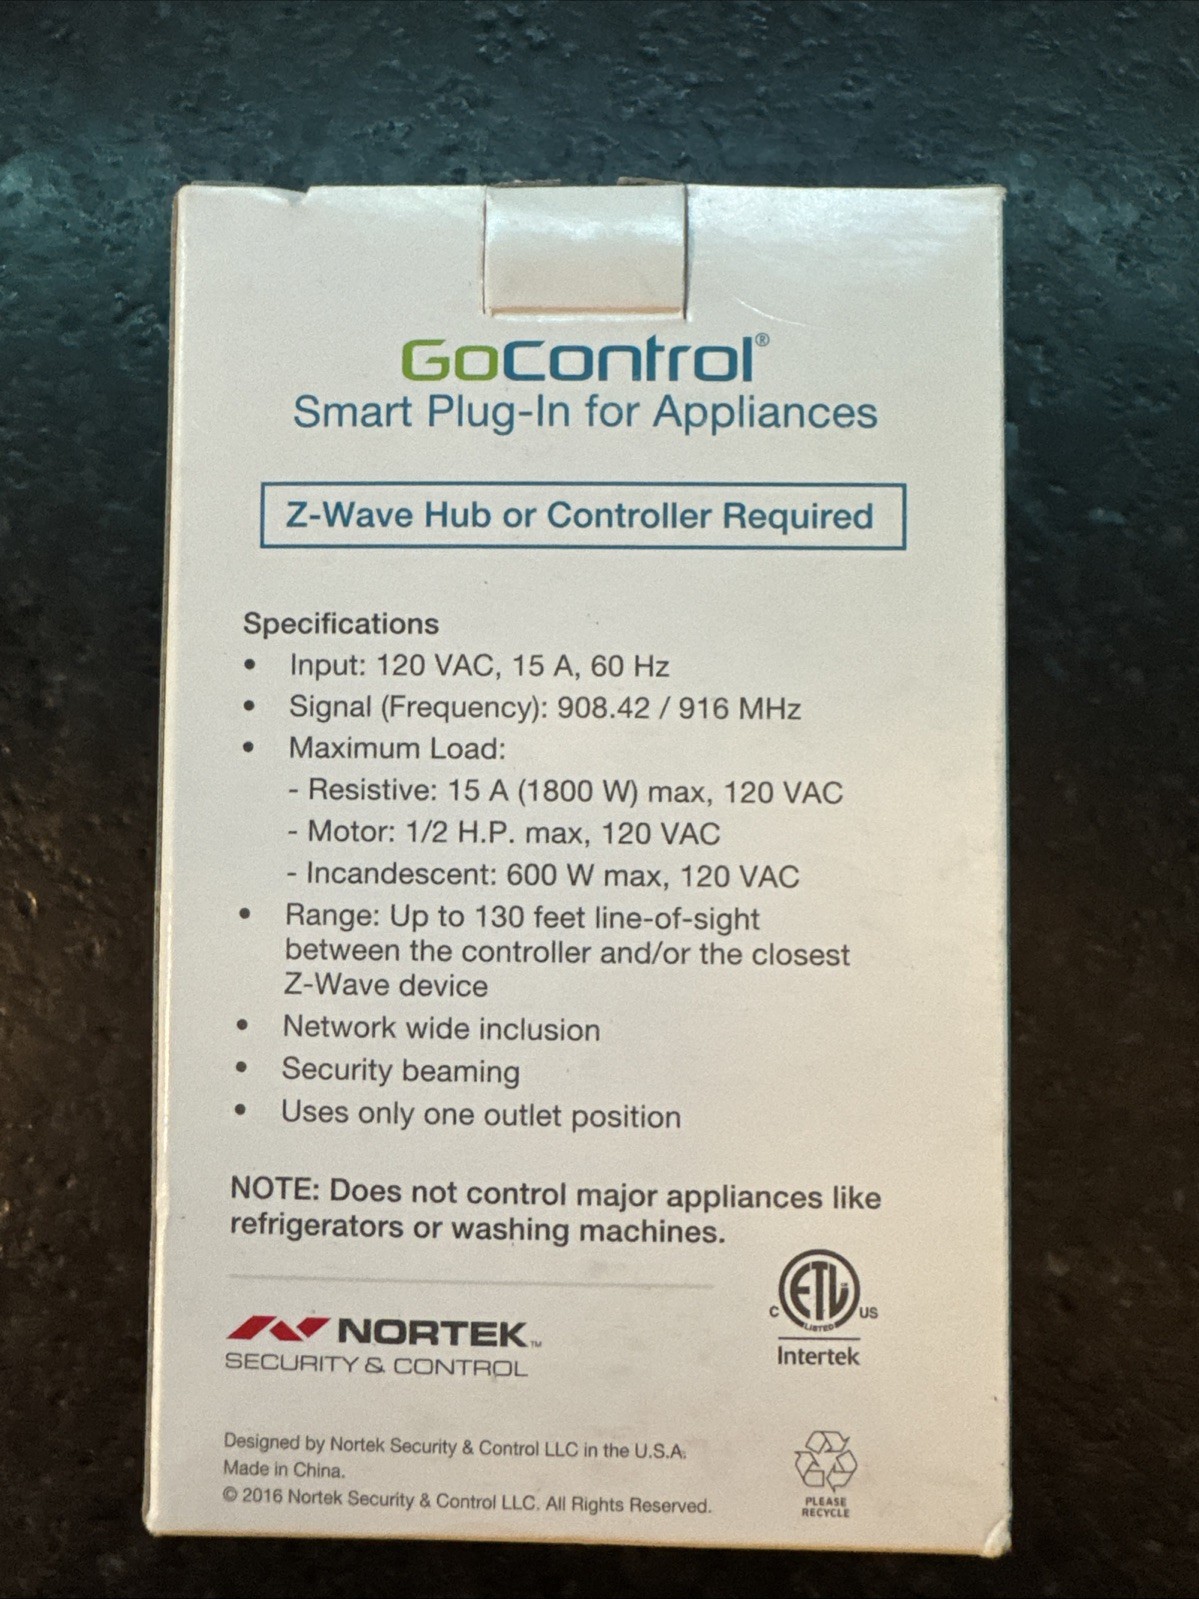 GoControl®
Smart Plug-In for Appliances
Z-Wave Hub or Controller Required
Specifications
• Input: 120 VAC, 15 A, 60 Hz
• Signal (Frequency): 908.42 / 916 MHz
• Maximum Load:
- Resistive: 15 A (1800 W) max, 120 VAC
- Motor: 1/2 H.P. max, 120 VAC
- Incandescent: 600 W max, 120 VAC
• Range: Up to 130 feet line-of-sight
between the controller and/or the closest
Z-Wave device
• Network wide inclusion
• Security beaming
• Uses only one outlet position
NOTE: Does not control major appliances like
refrigerators or washing machines.
NORTEK™
SECURITY & CONTROL
C ETL US
LISTED
Intertek
Designed by Nortek Security & Control LLC in the U.S.A.
Made in China.
© 2016 Nortek Security & Control LLC. All Rights Reserved.
PLEASE
RECYCLE